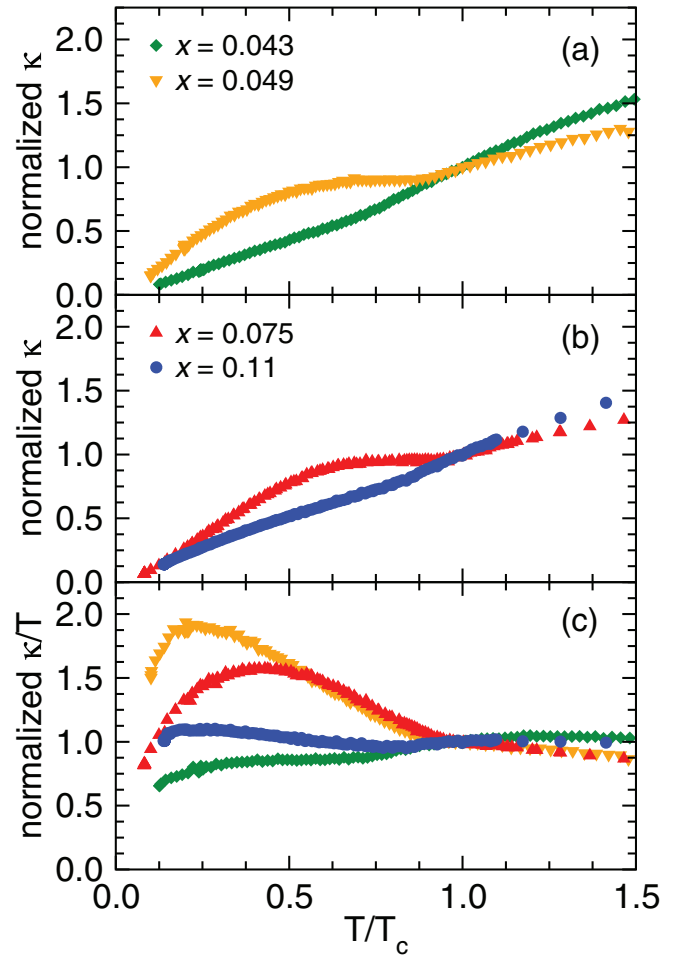 2.0
1.5
1.0
0.5
0.0
normalized κ
x = 0.043
x = 0.049
(a)
2.0
1.5
1.0
0.5
0.0
normalized κ
x = 0.075
x = 0.11
(b)
2.0
1.5
1.0
0.5
0.0
normalized κ/T
(c)
0.0 0.5 1.0 1.5
T/Tc